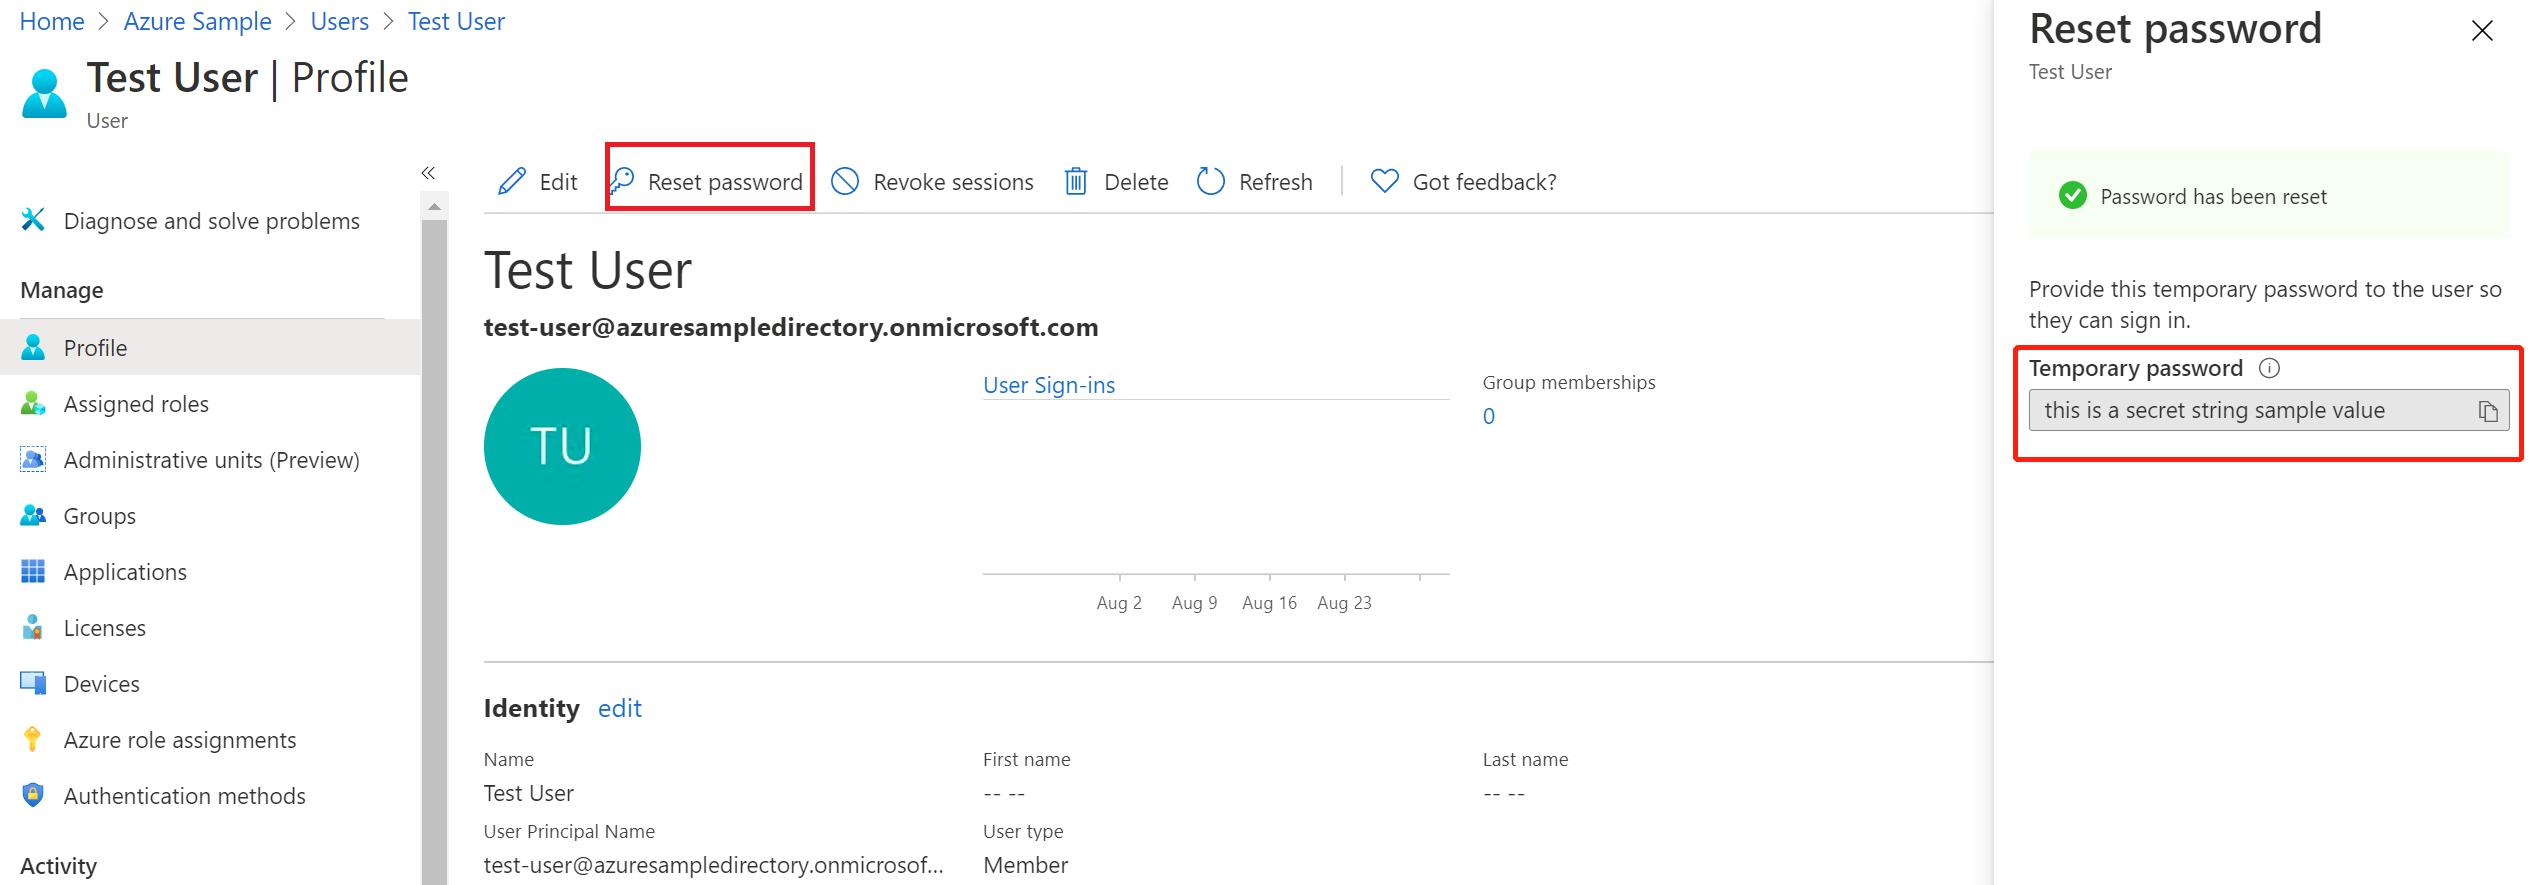 Home > Azure Sample > Users > Test User
Test User | Profile
User
«
Diagnose and solve problems
Manage
Profile
Assigned roles
Administrative units (Preview)
Groups
Applications
Licenses
Devices
Azure role assignments
Authentication methods
Activity
Edit Reset password Revoke sessions Delete Refresh Got feedback?
Test User
test-user@azuresampledirectory.onmicrosoft.com
TU
User Sign-ins
Aug 2 Aug 9 Aug 16 Aug 23
Group memberships
0
Identity edit
Name First name Last name
Test User -- -- -- --
User Principal Name User type
test-user@azuresampledirectory.onmicrosof... Member
Reset password
Test User
Password has been reset
Provide this temporary password to the user so
they can sign in.
Temporary password
this is a secret string sample value